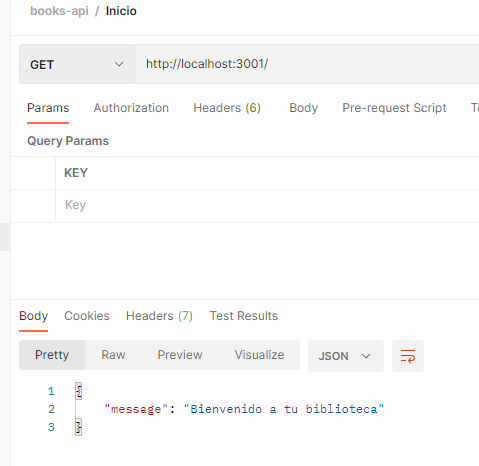 books-api / Inicio
GET http://localhost:3001/
Params Authorization Headers (6) Body Pre-request Script
Query Params
KEY
Key
Body Cookies Headers (7) Test Results
Pretty Raw Preview Visualize JSON
1 {
2 "message": "Bienvenido a tu biblioteca"
3 }